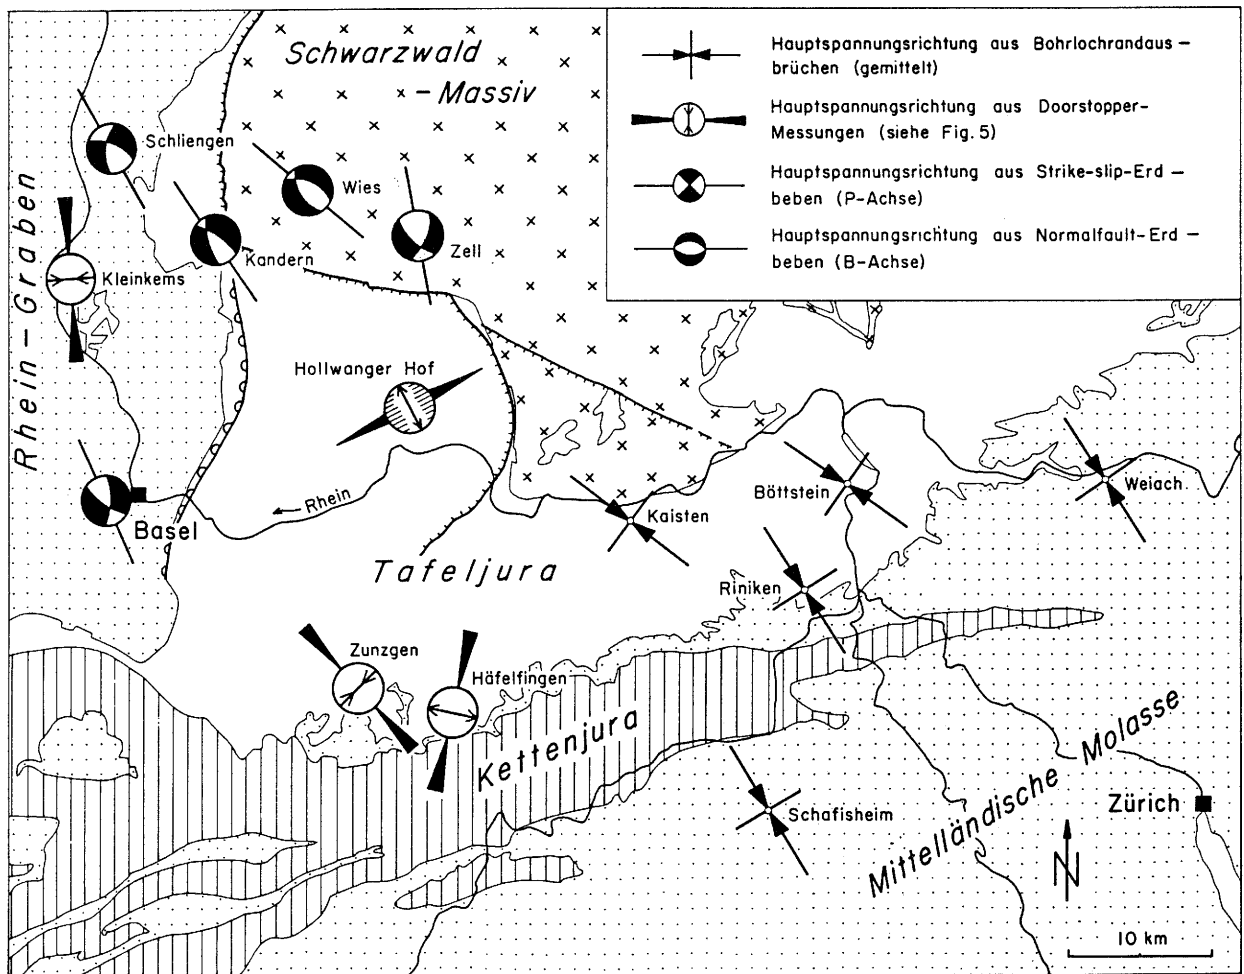 Schwarzwald
– Massiv
Hauptspannungsrichtung aus Bohrlochrandaus –
brüchen (gemittelt)
Hauptspannungsrichtung aus Doorstopper-
Messungen (siehe Fig. 5)
Hauptspannungsrichtung aus Strike-slip-Erd –
beben (P-Achse)
Hauptspannungsrichtung aus Normalfault-Erd –
beben (B-Achse)
Schliengen
Wies
Zell
Kandern
Kleinkems
Rhein – Graben
Hollwanger Hof
Basel
Rhein
Kaisten
Böttstein
Weiach
Tafeljura
Riniken
Zunzgen
Häfelfingen
Kettenjura
Schafisheim
Mittelländische Molasse
Zürich
N
10 km